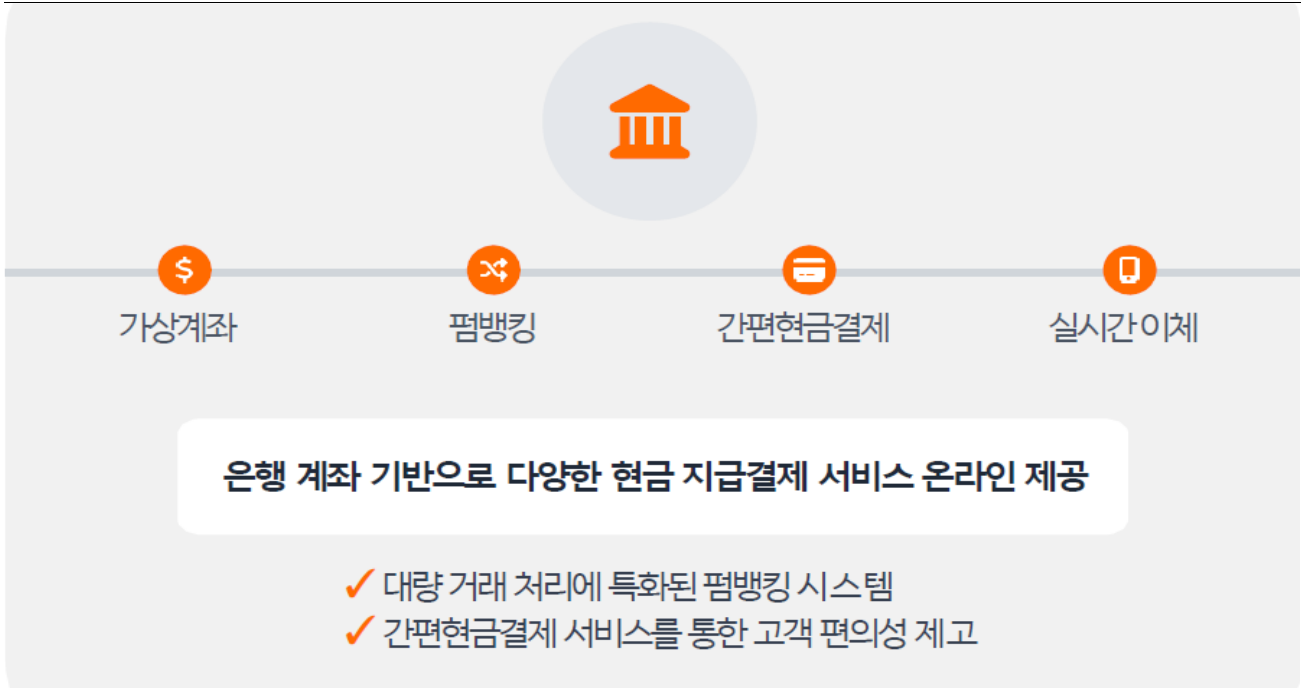 가상계좌
펌뱅킹
간편현금결제
실시간 이체
은행 계좌 기반으로 다양한 현금 지급결제 서비스 온라인 제공
✓ 대량 거래 처리에 특화된 펌뱅킹 시스템
✓ 간편현금결제 서비스를 통한 고객 편의성 제고